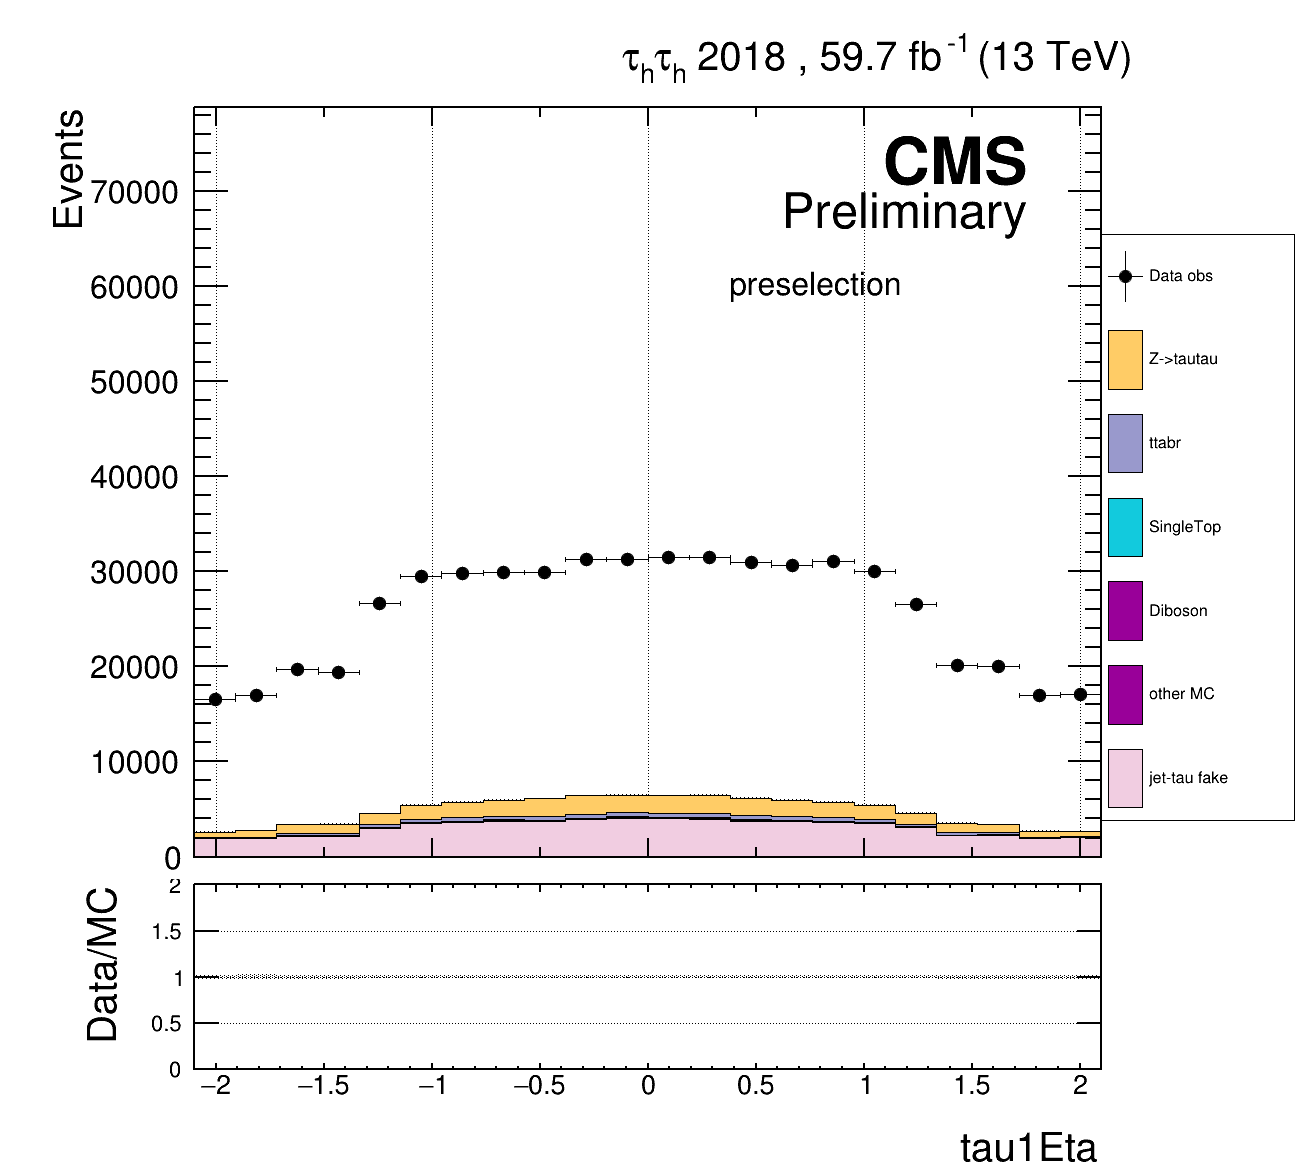 τhτh 2018 , 59.7 fb-1 (13 TeV)
Events
CMS
Preliminary
preselection
70000
60000
50000
40000
30000
20000
10000
0
Data obs
Z->tautau
ttabr
SingleTop
Diboson
other MC
jet-tau fake
Data/MC
2
1.5
1
0.5
0
−2 −1.5 −1 −0.5 0 0.5 1 1.5 2
tau1Eta